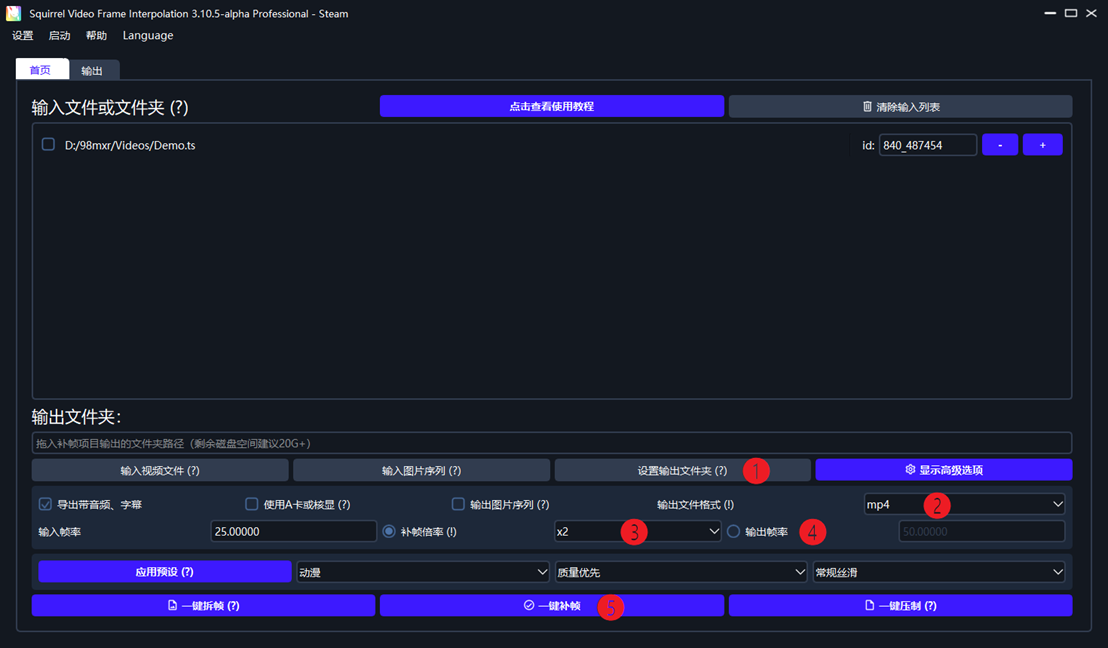 Squirrel Video Frame Interpolation 3.10.5-alpha Professional - Steam
设置 启动 帮助 Language
首页 输出
输入文件或文件夹 (?) 点击查看使用教程 清除输入列表
D:/98mxr/Videos/Demo.ts id: 840_487454 - +
输出文件夹:
拖入补帧项目输出的文件夹路径（剩余磁盘空间建议20G+）
输入视频文件 (?) 输入图片序列 (?) 设置输出文件夹 (?) 1 显示高级选项
导出带音频、字幕 使用A卡或核显 (?) 输出图片序列 (?) 输出文件格式 (!) mp4 2
输入帧率 25.00000 补帧倍率 (!) x2 3 输出帧率 4 50.00000
应用预设 (?) 动漫 质量优先 常规丝滑
一键拆帧 (?) 一键补帧 5 一键压制 (?)